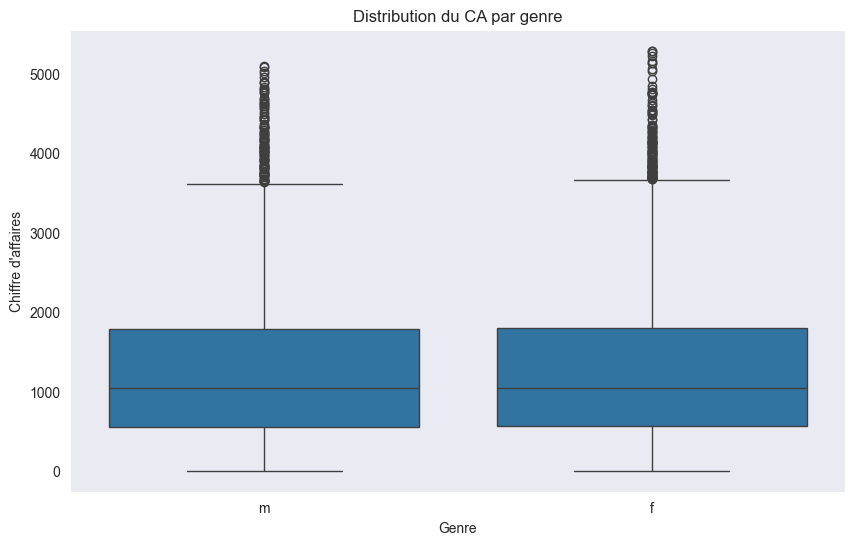 Distribution du CA par genre
Chiffre d'affaires
5000
4000
3000
2000
1000
0
m
f
Genre